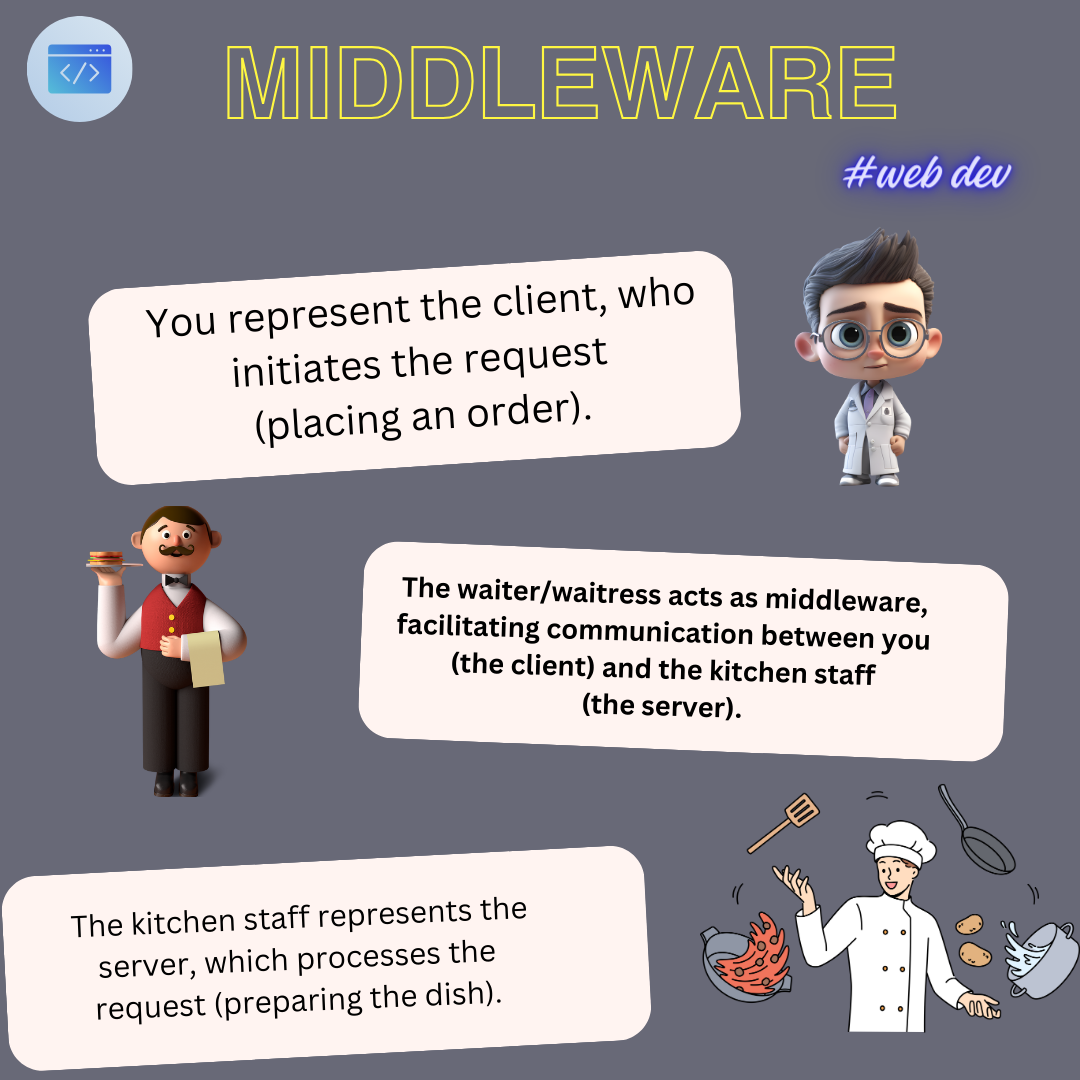 MIDDLEWARE
#web dev
You represent the client, who
initiates the request
(placing an order).
The waiter/waitress acts as middleware,
facilitating communication between you
(the client) and the kitchen staff
(the server).
The kitchen staff represents the
server, which processes the
request (preparing the dish).